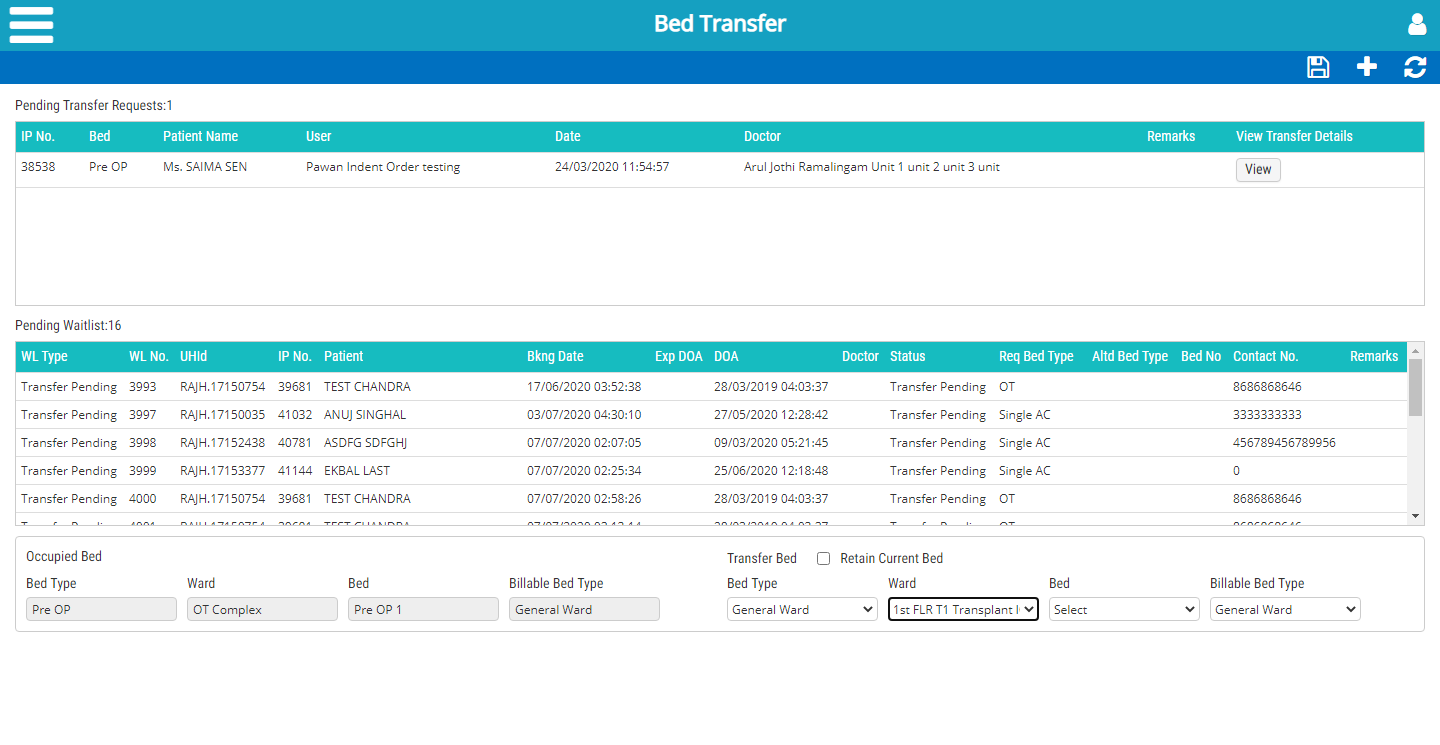 Bed Transfer
Pending Transfer Requests:1
IP No. Bed Patient Name User Date Doctor Remarks View Transfer Details
38538 Pre OP Ms. SAIMA SEN Pawan Indent Order testing 24/03/2020 11:54:57 Arul Jothi Ramalingam Unit 1 unit 2 unit 3 unit View
Pending Waitlist:16
WL Type WL No. UHId IP No. Patient Bkng Date Exp DOA DOA Doctor Status Req Bed Type Altd Bed Type Bed No Contact No. Remarks
Transfer Pending 3993 RAJH.17150754 39681 TEST CHANDRA 17/06/2020 03:52:38 28/03/2019 04:03:37 Transfer Pending OT 8686868646
Transfer Pending 3997 RAJH.17150035 41032 ANUJ SINGHAL 03/07/2020 04:30:10 27/05/2020 12:28:42 Transfer Pending Single AC 3333333333
Transfer Pending 3998 RAJH.17152438 40781 ASDFG SDFGHJ 07/07/2020 02:07:05 09/03/2020 05:21:45 Transfer Pending Single AC 456789456789956
Transfer Pending 3999 RAJH.17153377 41144 EKBAL LAST 07/07/2020 02:25:34 25/06/2020 12:18:48 Transfer Pending Single AC 0
Transfer Pending 4000 RAJH.17150754 39681 TEST CHANDRA 07/07/2020 02:58:26 28/03/2019 04:03:37 Transfer Pending OT 8686868646
Occupied Bed Transfer Bed Retain Current Bed
Bed Type Ward Bed Billable Bed Type Bed Type Ward Bed Billable Bed Type
Pre OP OT Complex Pre OP 1 General Ward General Ward 1st FLR T1 Transplant Select General Ward